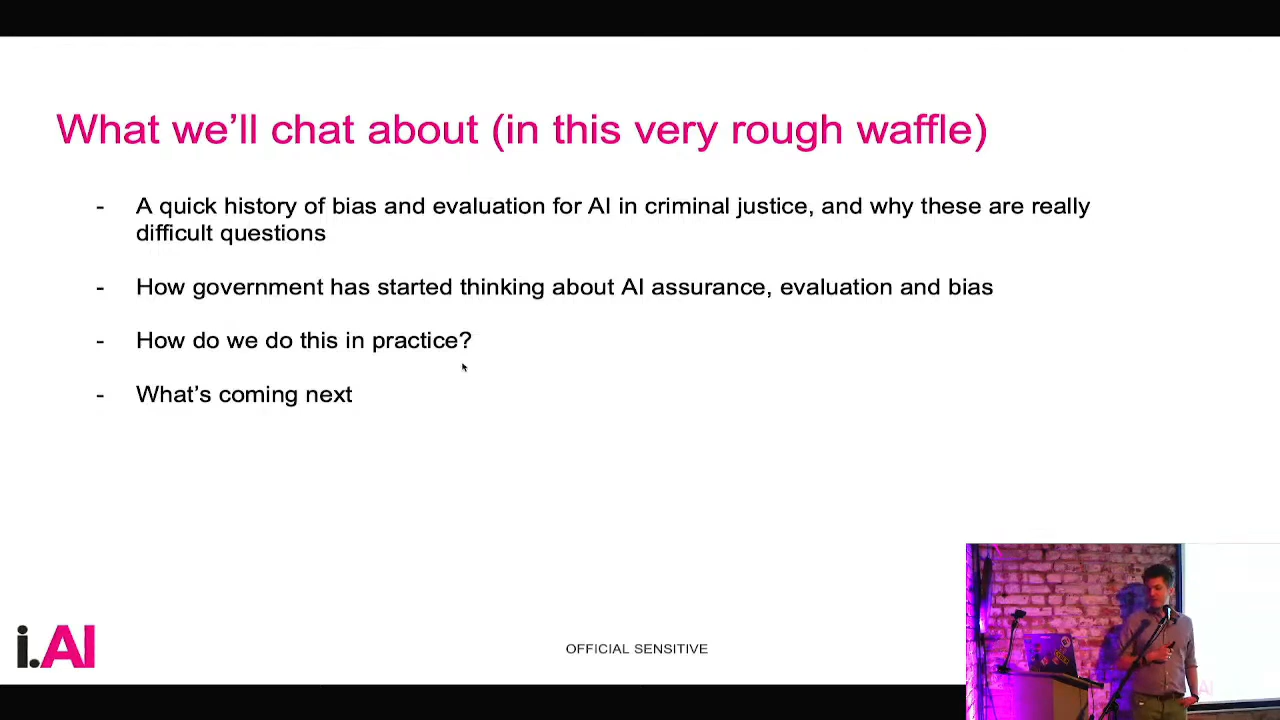 What we'll chat about (in this very rough waffle)
- A quick history of bias and evaluation for AI in criminal justice, and why these are really
difficult questions
- How government has started thinking about AI assurance, evaluation and bias
- How do we do this in practice?
- What's coming next
i.AI
OFFICIAL SENSITIVE
AI